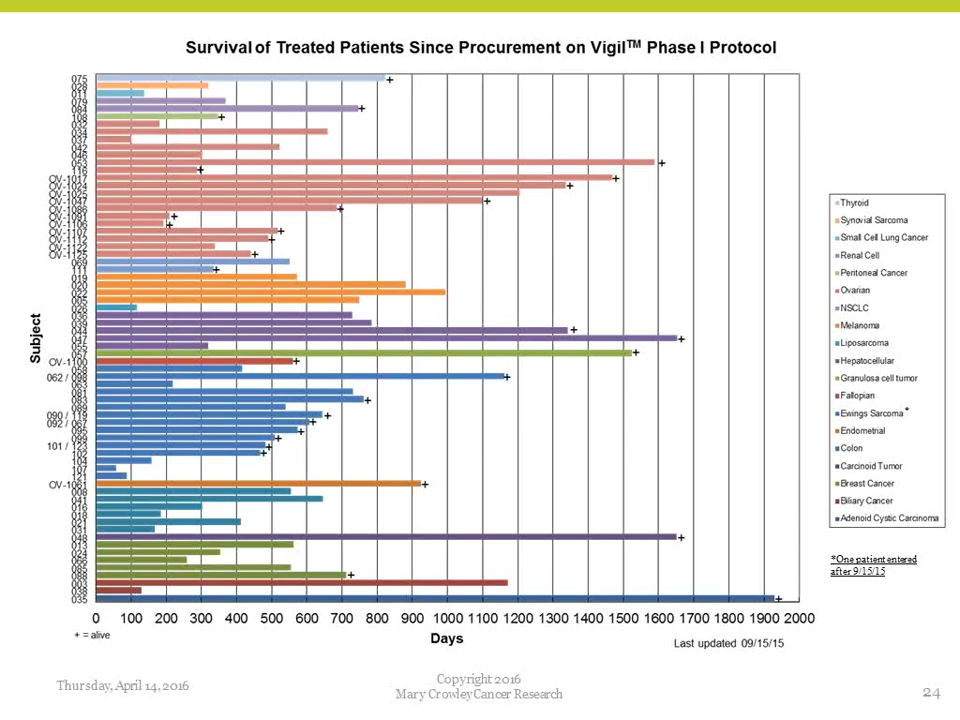 Survival of Treated Patients Since Procurement on Vigil™ Phase I Protocol
Subject
075
028
011
079
084
108
032
034
037
042
046
053
116
OV-1017
OV-1024
OV-1025
OV-1047
OV-1086
OV-1091
OV-1106
OV-1107
OV-1112
OV-1122
OV-1125
069
111
019
020
022
005
026
036
039
044
047
055
057
OV-1100
058
062 / 098
063
081
083
089
090 / 119
092 / 067
095
099
101 / 123
102
104
107
121
OV-1061
008
041
016
018
021
031
048
013
024
066
085
088
003
038
035
0 100 200 300 400 500 600 700 800 900 1000 1100 1200 1300 1400 1500 1600 1700 1800 1900 2000
+ = alive
Days
Last updated 09/15/15
Thyroid
Synovial Sarcoma
Small Cell Lung Cancer
Renal Cell
Peritoneal Cancer
Ovarian
NSCLC
Melanoma
Liposarcoma
Hepatocellular
Granulosa cell tumor
Fallopian
Ewings Sarcoma *
Endometrial
Colon
Carcinoid Tumor
Breast Cancer
Biliary Cancer
Adenoid Cystic Carcinoma
*One patient entered
after 9/15/15
Thursday, April 14, 2016
Copyright 2016
Mary Crowley Cancer Research
24